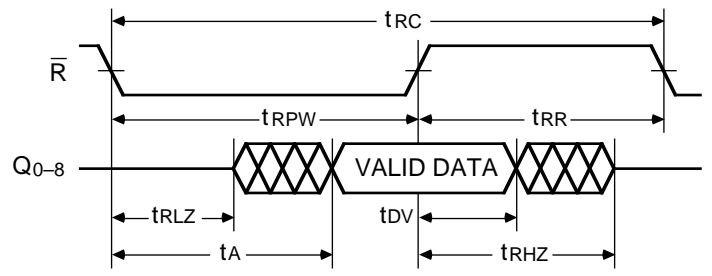 tRC
R̅
tRPW
tRR
Q0–8
VALID DATA
tRLZ
tDV
tA
tRHZ